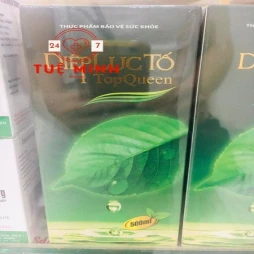 THỰC PHẨM BẢO VỆ SỨC KHỎE
24 7
TUỆ MINH
DIỆP LỤC TỐ
TopQueen
500ml